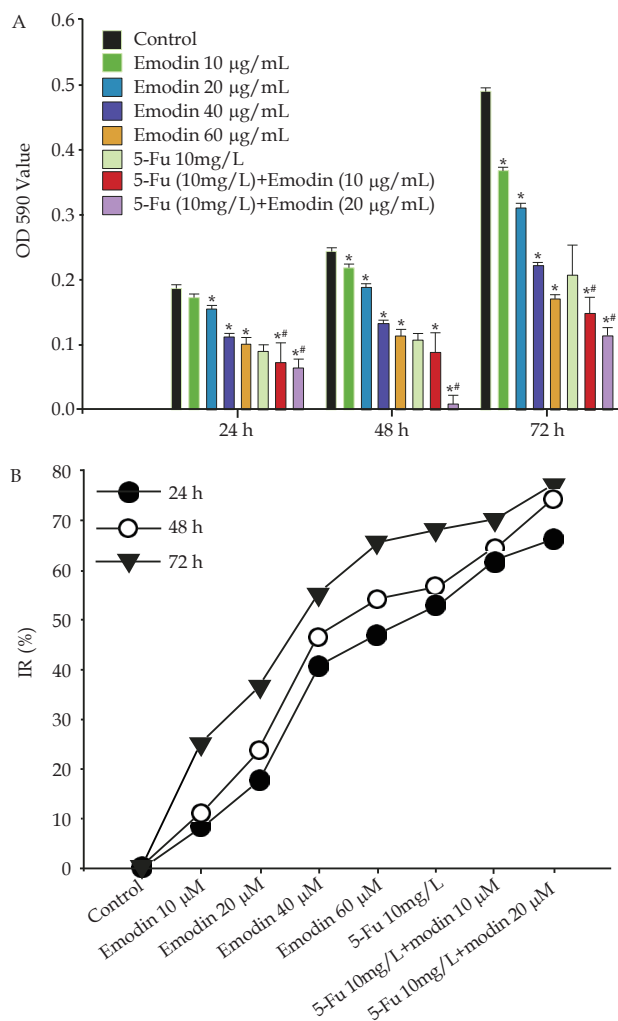 A
OD 590 Value
0.6
0.5
0.4
0.3
0.2
0.1
0.0
Control
Emodin 10 μg/mL
Emodin 20 μg/mL
Emodin 40 μg/mL
Emodin 60 μg/mL
5-Fu 10mg/L
5-Fu (10mg/L)+Emodin (10 μg/mL)
5-Fu (10mg/L)+Emodin (20 μg/mL)
* * * * *# *#
* * * * * *#
* * * * *# *#
24 h 48 h 72 h
B
IR (%)
80
70
60
50
40
30
20
10
0
24 h
48 h
72 h
Control
Emodin 10 μM
Emodin 20 μM
Emodin 40 μM
Emodin 60 μM
5-Fu 10mg/L
5-Fu 10mg/L+modin 10 μM
5-Fu 10mg/L+modin 20 μM